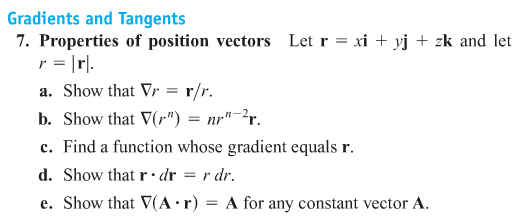 Gradients and Tangents
7. Properties of position vectors Let r = xi + yj + zk and let
r = |r|.
a. Show that ∇r = r/r.
b. Show that ∇(rⁿ) = nrⁿ⁻²r.
c. Find a function whose gradient equals r.
d. Show that r · dr = r dr.
e. Show that ∇(A · r) = A for any constant vector A.